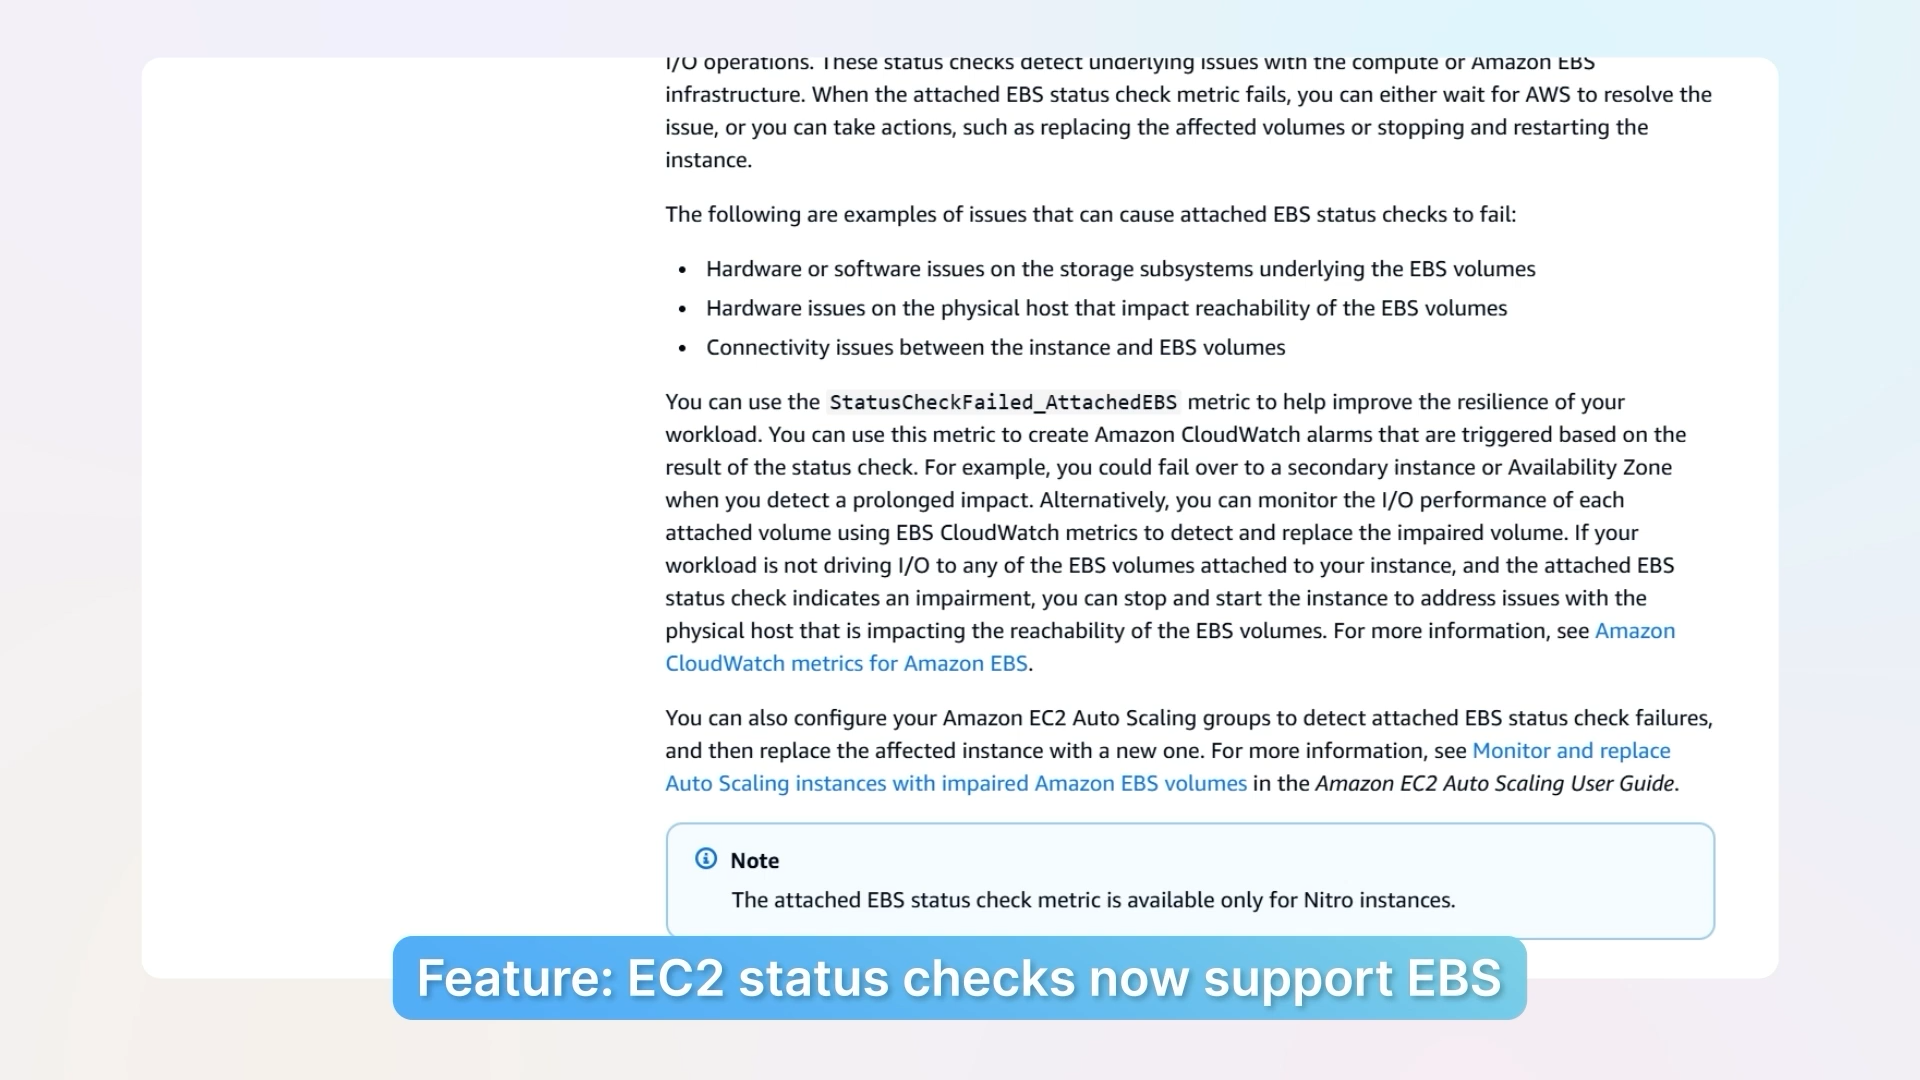 I/O operations. These status checks detect underlying issues with the compute or Amazon EBS
infrastructure. When the attached EBS status check metric fails, you can either wait for AWS to resolve the
issue, or you can take actions, such as replacing the affected volumes or stopping and restarting the
instance.
The following are examples of issues that can cause attached EBS status checks to fail:
• Hardware or software issues on the storage subsystems underlying the EBS volumes
• Hardware issues on the physical host that impact reachability of the EBS volumes
• Connectivity issues between the instance and EBS volumes
You can use the StatusCheckFailed_AttachedEBS metric to help improve the resilience of your
workload. You can use this metric to create Amazon CloudWatch alarms that are triggered based on the
result of the status check. For example, you could fail over to a secondary instance or Availability Zone
when you detect a prolonged impact. Alternatively, you can monitor the I/O performance of each
attached volume using EBS CloudWatch metrics to detect and replace the impaired volume. If your
workload is not driving I/O to any of the EBS volumes attached to your instance, and the attached EBS
status check indicates an impairment, you can stop and start the instance to address issues with the
physical host that is impacting the reachability of the EBS volumes. For more information, see Amazon
CloudWatch metrics for Amazon EBS.
You can also configure your Amazon EC2 Auto Scaling groups to detect attached EBS status check failures,
and then replace the affected instance with a new one. For more information, see Monitor and replace
Auto Scaling instances with impaired Amazon EBS volumes in the Amazon EC2 Auto Scaling User Guide.
Note
The attached EBS status check metric is available only for Nitro instances.
Feature: EC2 status checks now support EBS